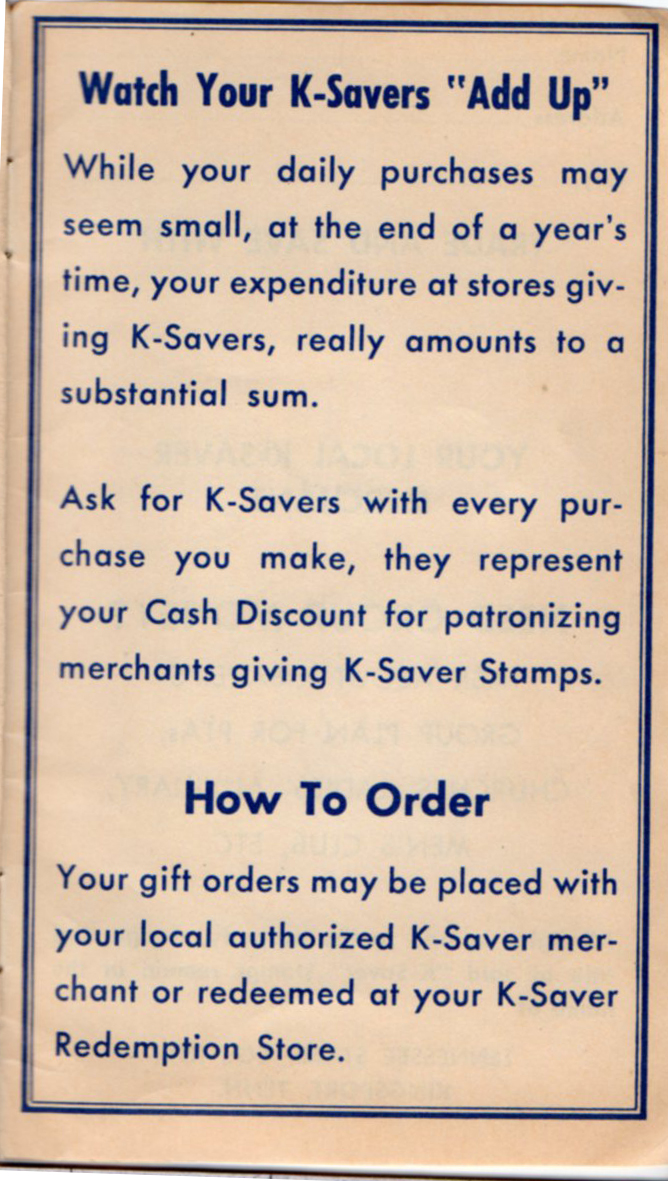 Watch Your K-Savers "Add Up"
While your daily purchases may
seem small, at the end of a year's
time, your expenditure at stores giv-
ing K-Savers, really amounts to a
substantial sum.
Ask for K-Savers with every pur-
chase you make, they represent
your Cash Discount for patronizing
merchants giving K-Saver Stamps.
How To Order
Your gift orders may be placed with
your local authorized K-Saver mer-
chant or redeemed at your K-Saver
Redemption Store.